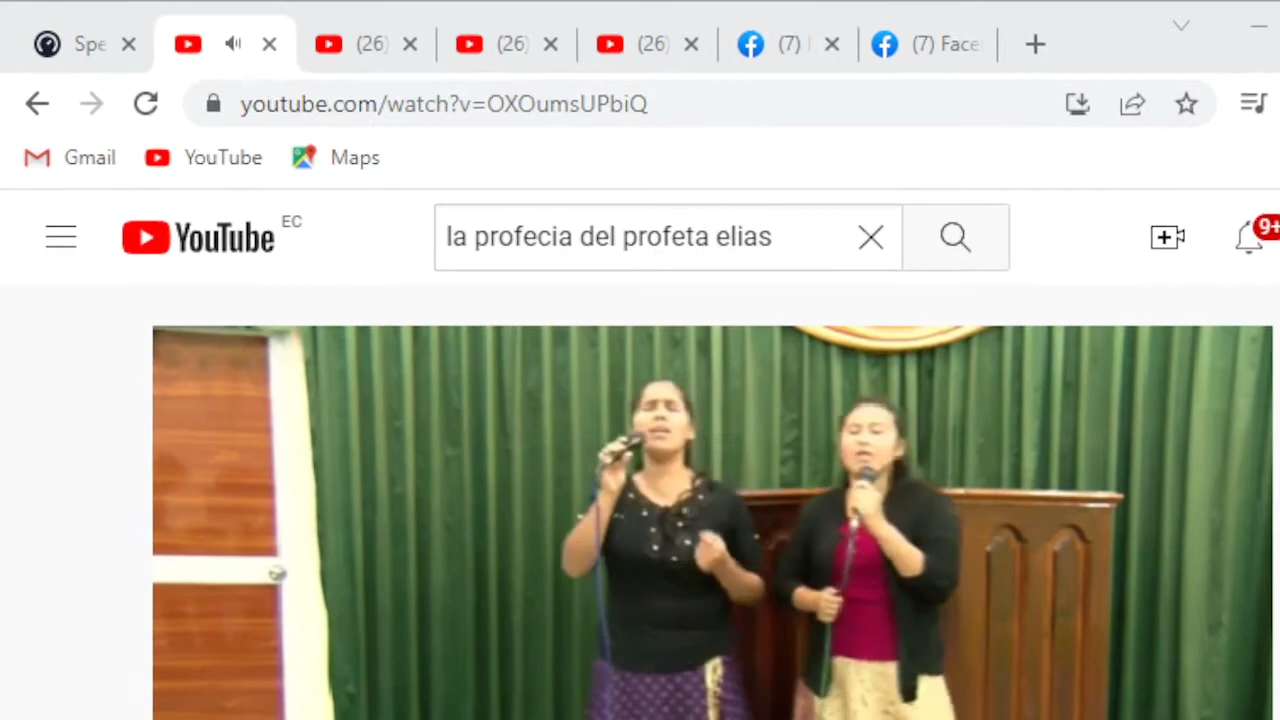 Spe (26) (26) (26) (7) (7) Face
youtube.com/watch?v=OXOumsUPbiQ
Gmail YouTube Maps
YouTube EC la profecia del profeta elias 9+